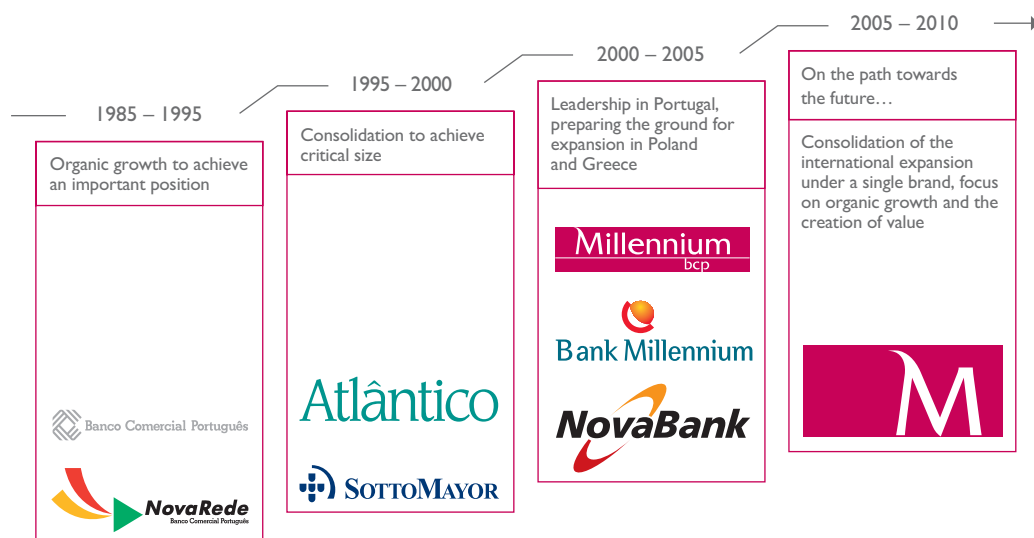 1985 – 1995
Organic growth to achieve
an important position
Banco Comercial Português
NovaRede
Banco Comercial Português
1995 – 2000
Consolidation to achieve
critical size
Atlântico
SOTTOMAYOR
2000 – 2005
Leadership in Portugal,
preparing the ground for
expansion in Poland
and Greece
Millennium
bcp
Bank Millennium
NovaBank
2005 – 2010
On the path towards
the future…
Consolidation of the
international expansion
under a single brand, focus
on organic growth and the
creation of value
M